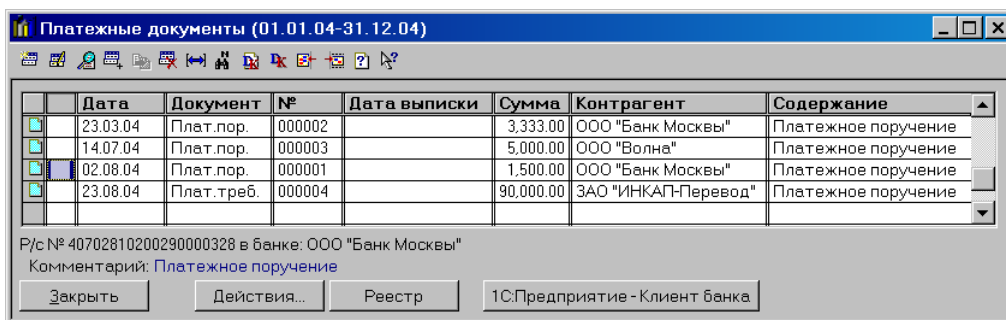 Платежные документы (01.01.04-31.12.04)
Дата Документ № Дата выписки Сумма Контрагент Содержание
23.03.04 Плат.пор. 000002 3,333.00 ООО "Банк Москвы" Платежное поручение
14.07.04 Плат.пор. 000003 5,000.00 ООО "Волна" Платежное поручение
02.08.04 Плат.пор. 000001 1,500.00 ООО "Банк Москвы" Платежное поручение
23.08.04 Плат.треб. 000004 90,000.00 ЗАО "ИНКАП-Перевод" Платежное поручение
Р/с № 40702810200290000328 в банке: ООО "Банк Москвы"
Комментарий: Платежное поручение
Закрыть Действия... Реестр 1С:Предприятие - Клиент банка